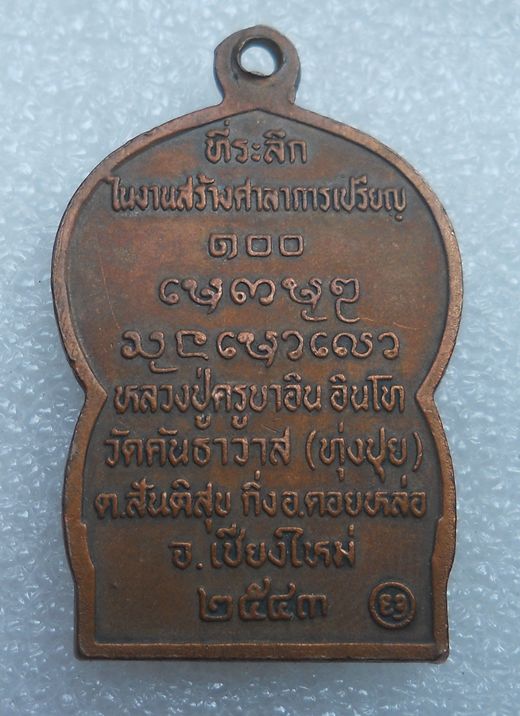 ที่ระลึก
ในงานสร้างศาลาการเปรียญ
๑๐๐
หลวงปู่ครูบาอิน อินโท
วัดคันธาวาส (ทุ่งปุย)
ต.สันติสุข กิ่งอ.ดอยหล่อ
จ.เชียงใหม่
๒๕๔๓